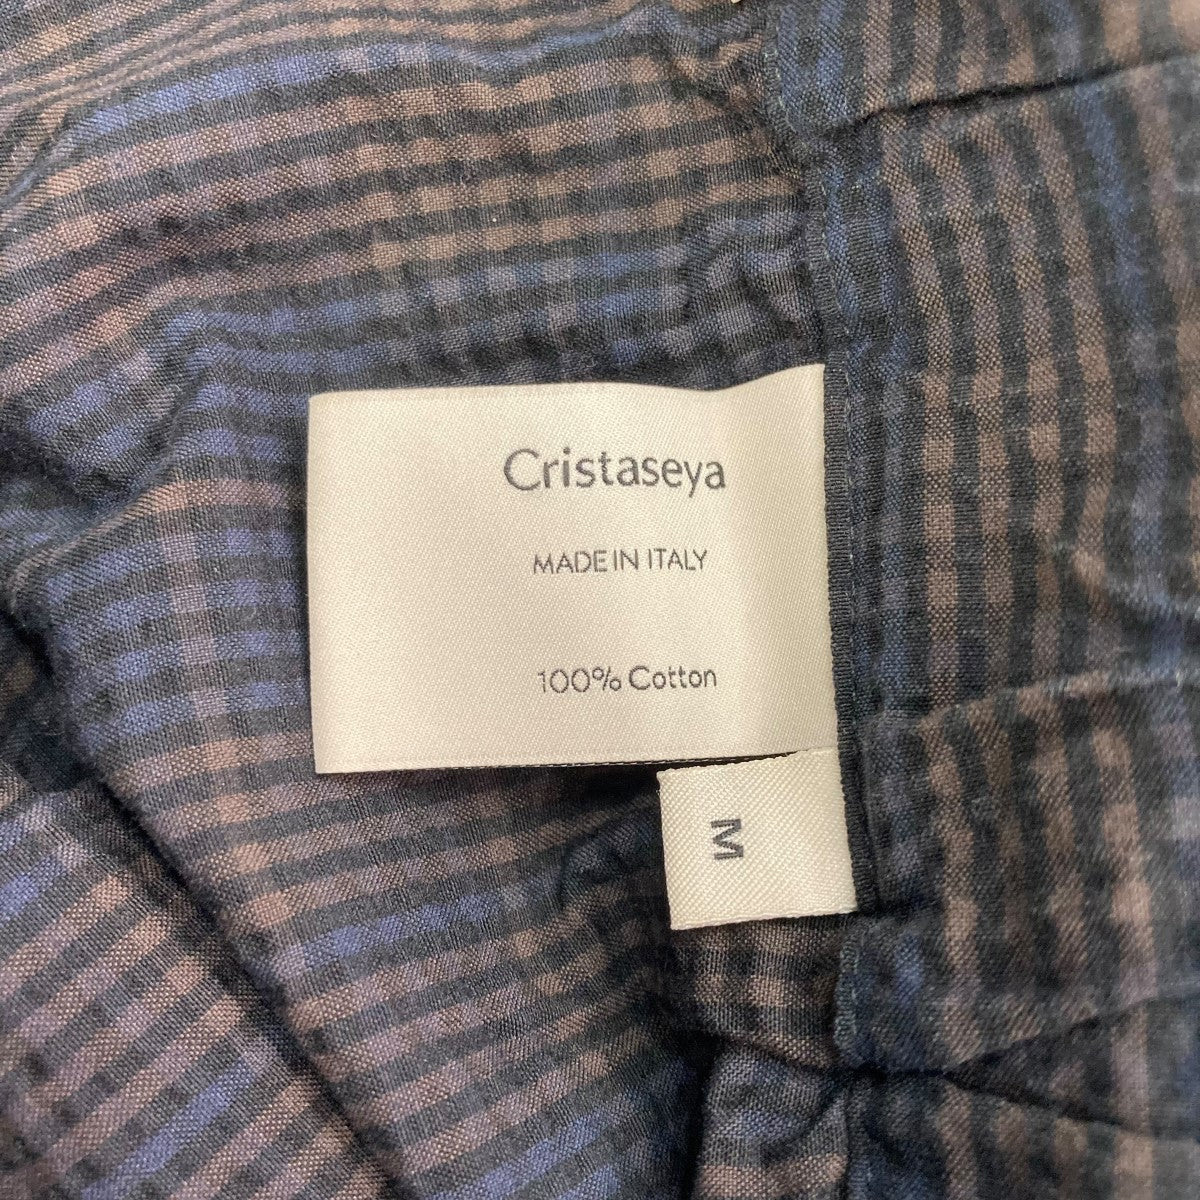 Cristaseya
MADE IN ITALY
100% Cotton
M